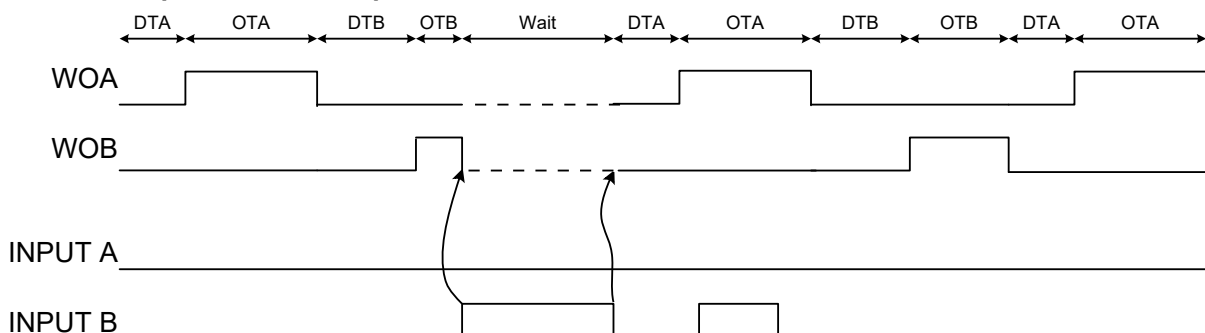 DTA OTA DTB OTB Wait DTA OTA DTB OTB DTA OTA
WOA
WOB
INPUT A
INPUT B